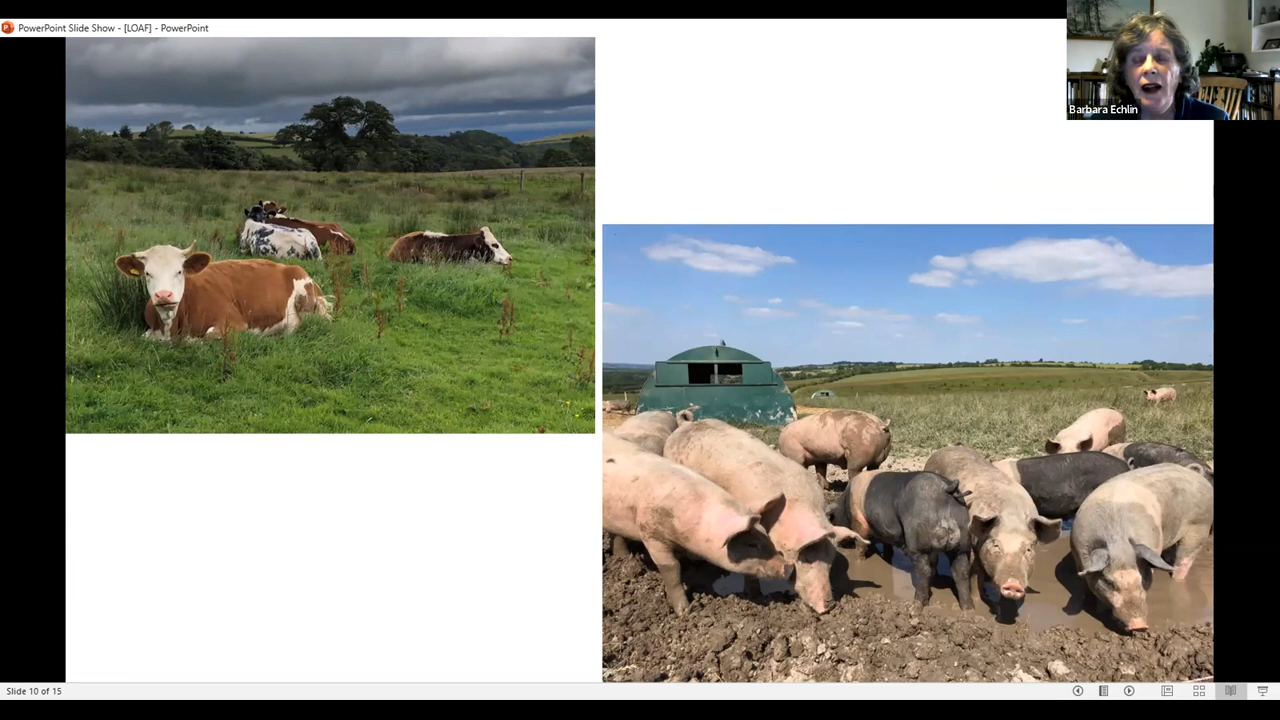 PowerPoint Slide Show - [LOAF] - PowerPoint
Barbara Echlin
Slide 10 of 15